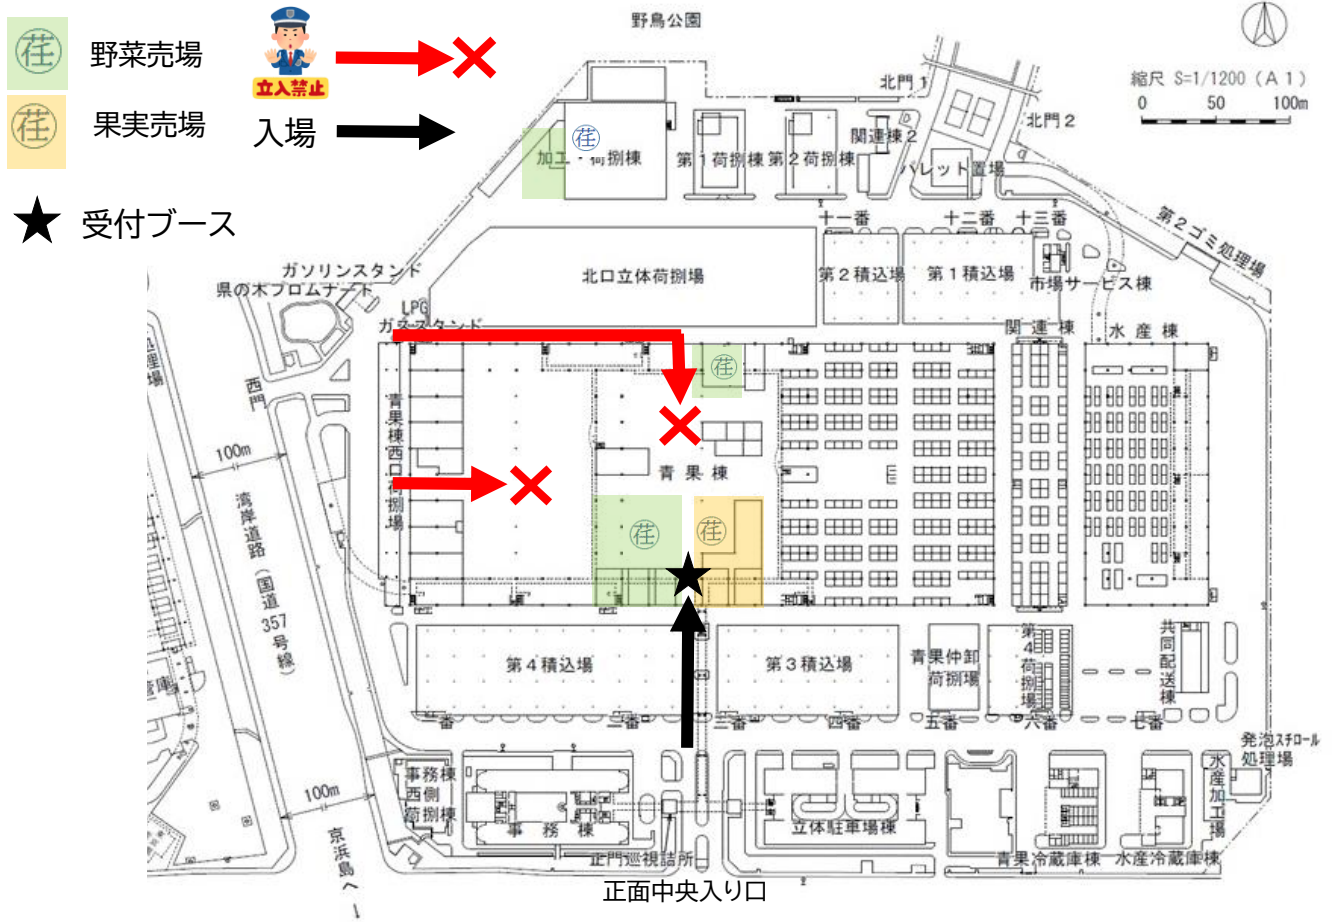 荏 野菜売場
立入禁止
荏 果実売場
入場
受付ブース
野鳥公園
縮尺 S=1/1200 (A1)
0 50 100m
北門1
北門2
関連棟2
荏
加工・荷捌棟
第1荷捌棟
第2荷捌棟
パレット置場
第2ゴミ処理場
十一番
十二番
十三番
ガソリンスタンド
県の木プロムナード
LPG
ガススタンド
北口立体荷捌場
第2積込場
第1積込場
市場サービス棟
関連棟
水産棟
処理場
西門
青果棟西口荷捌場
荏
青果棟
荏
荏
100m
湾岸道路(国道357号線)
第4積込場
第3積込場
青果仲卸
荷捌場
第4荷捌場
共同配送棟
倉庫
一番
二番
三番
四番
五番
六番
七番
発泡スチロール
処理場
水産加工場
事務棟
西側
荷捌棟
事務棟
立体駐車場棟
青果冷蔵庫棟
水産冷蔵庫棟
100m
京浜島へ
正門巡視詰所
正面中央入り口